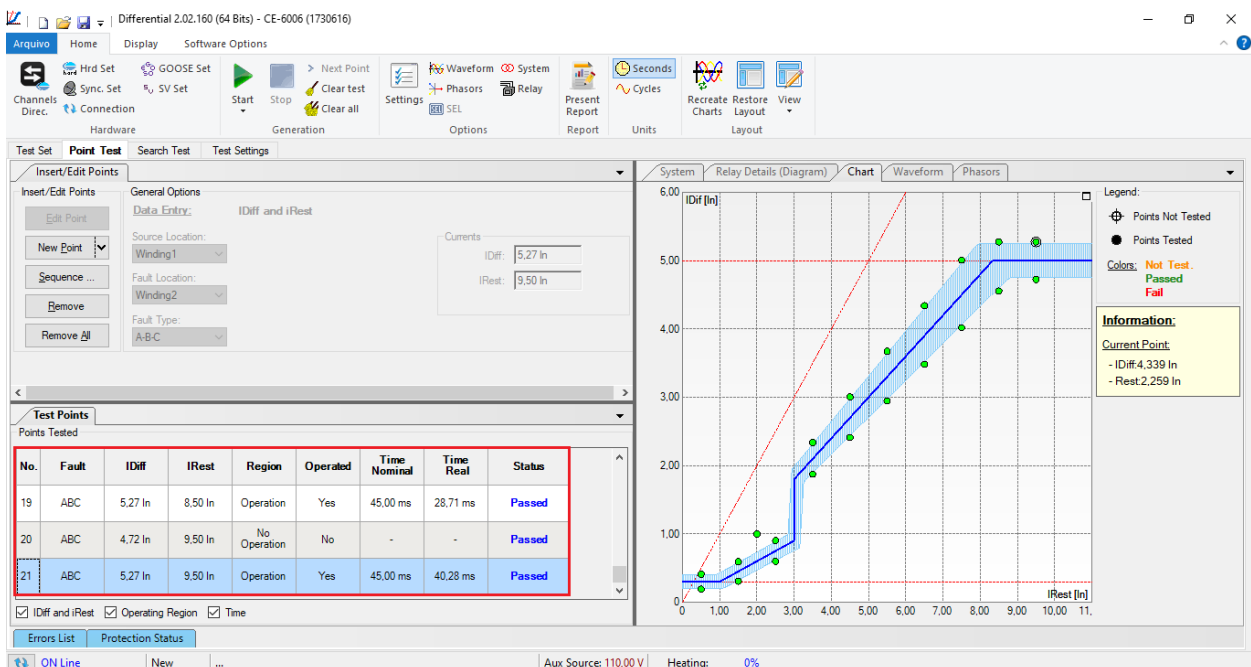 Differential 2.02.160 (64 Bits) - CE-6006 (1730616)
Arquivo Home Display Software Options
Channels Direc.
Hrd Set
Sync. Set
Connection
GOOSE Set
SV Set
Hardware
Start
Stop
Next Point
Clear test
Clear all
Generation
Settings
Waveform
Phasors
SEL
System
Relay
Options
Present Report
Report
Seconds
Cycles
Units
Recreate Charts
Restore Layout
View
Layout
Test Set Point Test Search Test Test Settings
Insert/Edit Points
Insert/Edit Points
Edit Point
New Point
Sequence ...
Remove
Remove All
General Options
Data Entry: IDiff and iRest
Source Location:
Winding1
Fault Location:
Winding2
Fault Type:
A-B-C
Currents
IDiff: 5,27 In
IRest: 9,50 In
Test Points
Points Tested
No. Fault IDiff IRest Region Operated Time Nominal Time Real Status
19 ABC 5,27 In 8,50 In Operation Yes 45,00 ms 28,71 ms Passed
20 ABC 4,72 In 9,50 In No Operation No - - Passed
21 ABC 5,27 In 9,50 In Operation Yes 45,00 ms 40,28 ms Passed
IDiff and iRest Operating Region Time
System Relay Details (Diagram) Chart Waveform Phasors
IDif [In]
6,00
5,00
4,00
3,00
2,00
1,00
0
0 1,00 2,00 3,00 4,00 5,00 6,00 7,00 8,00 9,00 10,00 11,
IRest [In]
Legend:
Points Not Tested
Points Tested
Colors: Not Test.
Passed
Fail
Information:
Current Point:
- IDiff:4,339 In
- Rest:2,259 In
Errors List Protection Status
ON Line New ... Aux Source: 110.00 V Heating: 0%